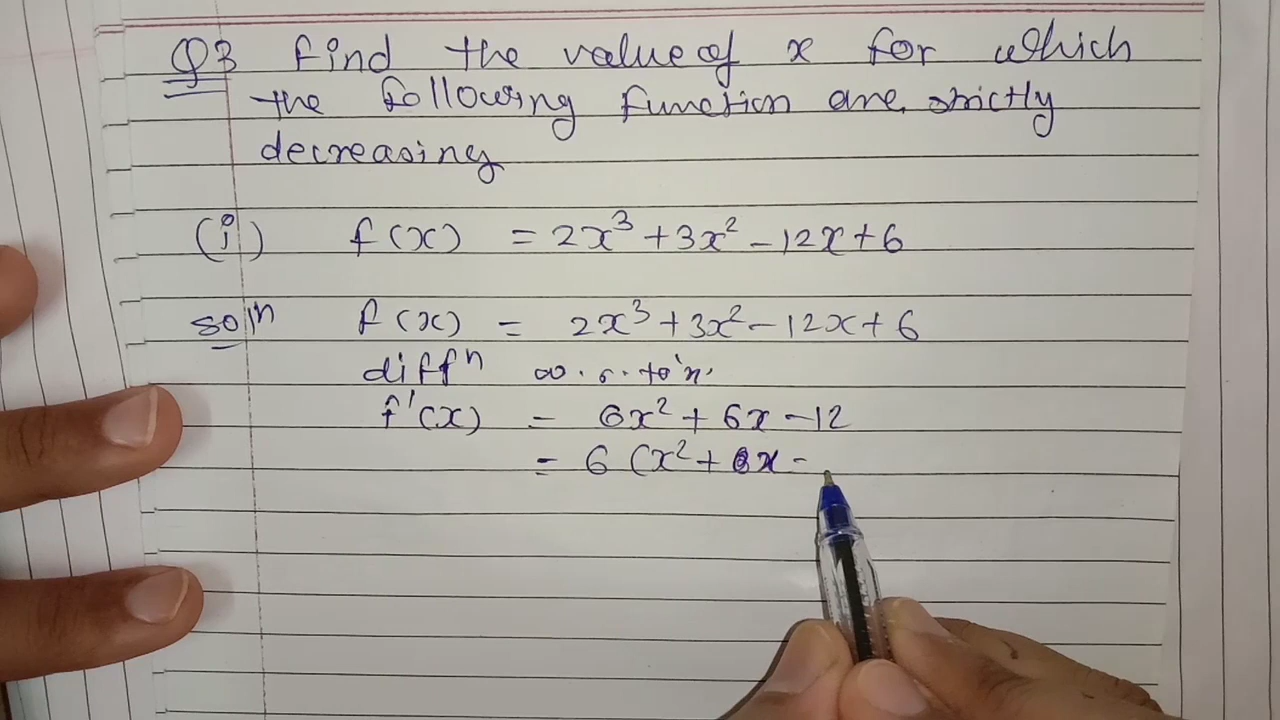 Q3 Find the value of x for which
the following function are strictly
decreasing
(i) f(x) = 2x³ + 3x² - 12x + 6
soln f(x) = 2x³ + 3x² - 12x + 6
diffn w.r.to 'x'
f'(x) = 6x² + 6x - 12
= 6 (x² + x -